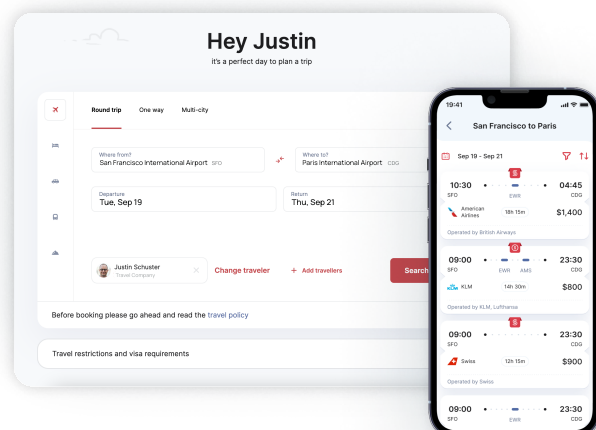 Hey Justin
it's a perfect day to plan a trip
Round trip One way Multi-city
Where from?
San Francisco International Airport SFO
Where to?
Paris International Airport CDG
Departure
Tue, Sep 19
Return
Thu, Sep 21
Justin Schuster
Travel Company
Change traveler
+ Add travellers
Search
Before booking please go ahead and read the travel policy
Travel restrictions and visa requirements
19:41
San Francisco to Paris
Sep 19 - Sep 21
10:30 04:45
SFO EWR CDG
American
Airlines
18h 15m
$1,400
Operated by British Airways
09:00 23:30
SFO EWR AMS CDG
KLM KLM 14h 30m $800
Operated by KLM, Lufthansa
09:00 23:30
SFO CDG
Swiss 12h 15m $900
Operated by Swiss
09:00 23:30
SFO EWR CDG